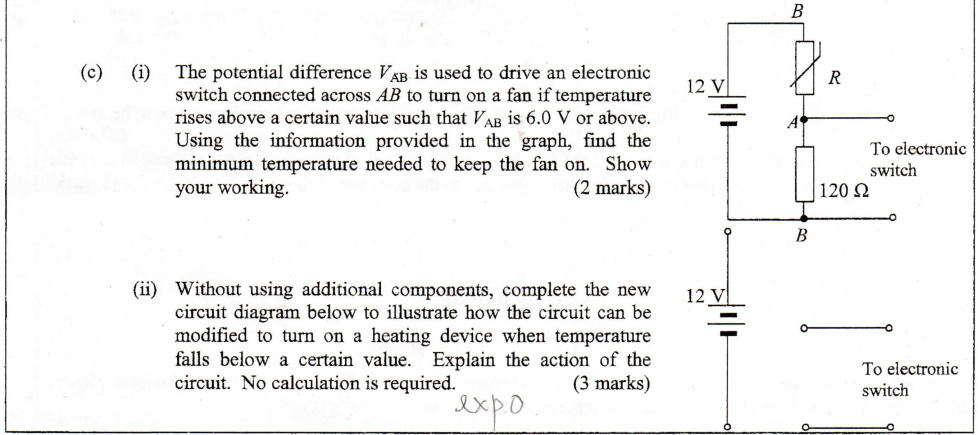 B
(c) (i) The potential difference V_AB is used to drive an electronic
switch connected across AB to turn on a fan if temperature
rises above a certain value such that V_AB is 6.0 V or above.
Using the information provided in the graph, find the
minimum temperature needed to keep the fan on. Show
your working. (2 marks)
12 V
R
A
To electronic
switch
120 Ω
B
(ii) Without using additional components, complete the new
circuit diagram below to illustrate how the circuit can be
modified to turn on a heating device when temperature
falls below a certain value. Explain the action of the
circuit. No calculation is required. (3 marks)
12 V
To electronic
switch